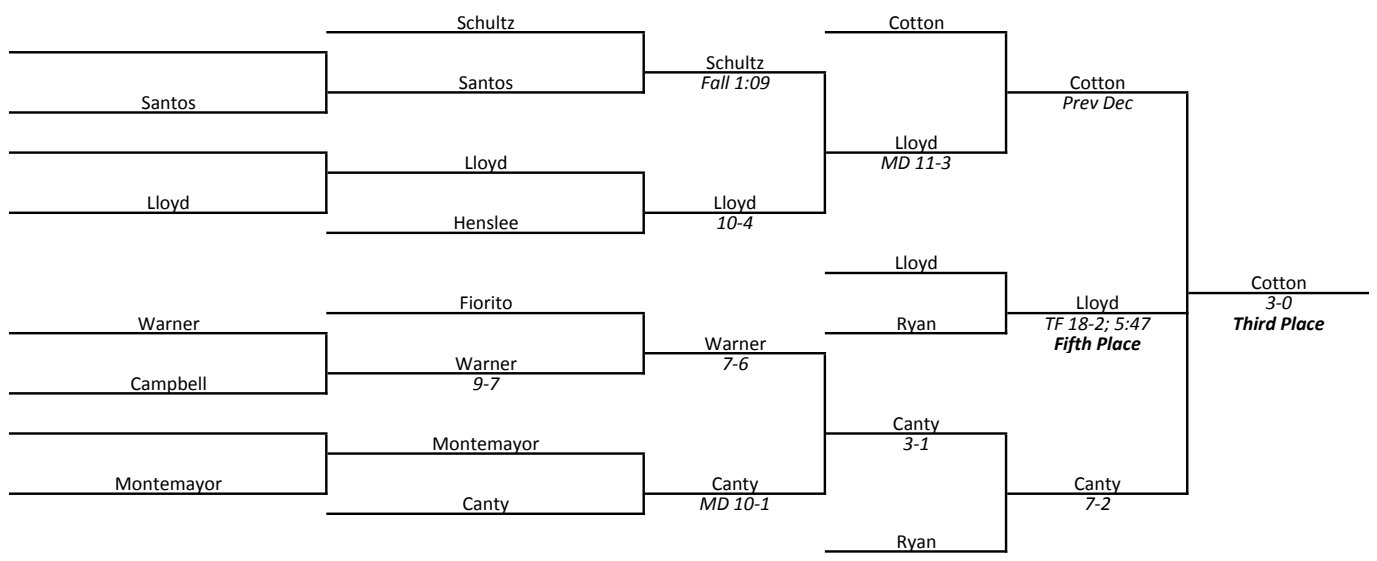 Schultz
Cotton
Schultz
Fall 1:09
Santos
Cotton
Prev Dec
Santos
Lloyd
MD 11-3
Lloyd
Lloyd
Lloyd
10-4
Henslee
Lloyd
Cotton
3-0
Third Place
Fiorito
Lloyd
TF 18-2; 5:47
Fifth Place
Warner
Ryan
Warner
7-6
Warner
9-7
Campbell
Canty
3-1
Montemayor
Montemayor
Canty
MD 10-1
Canty
7-2
Canty
Ryan